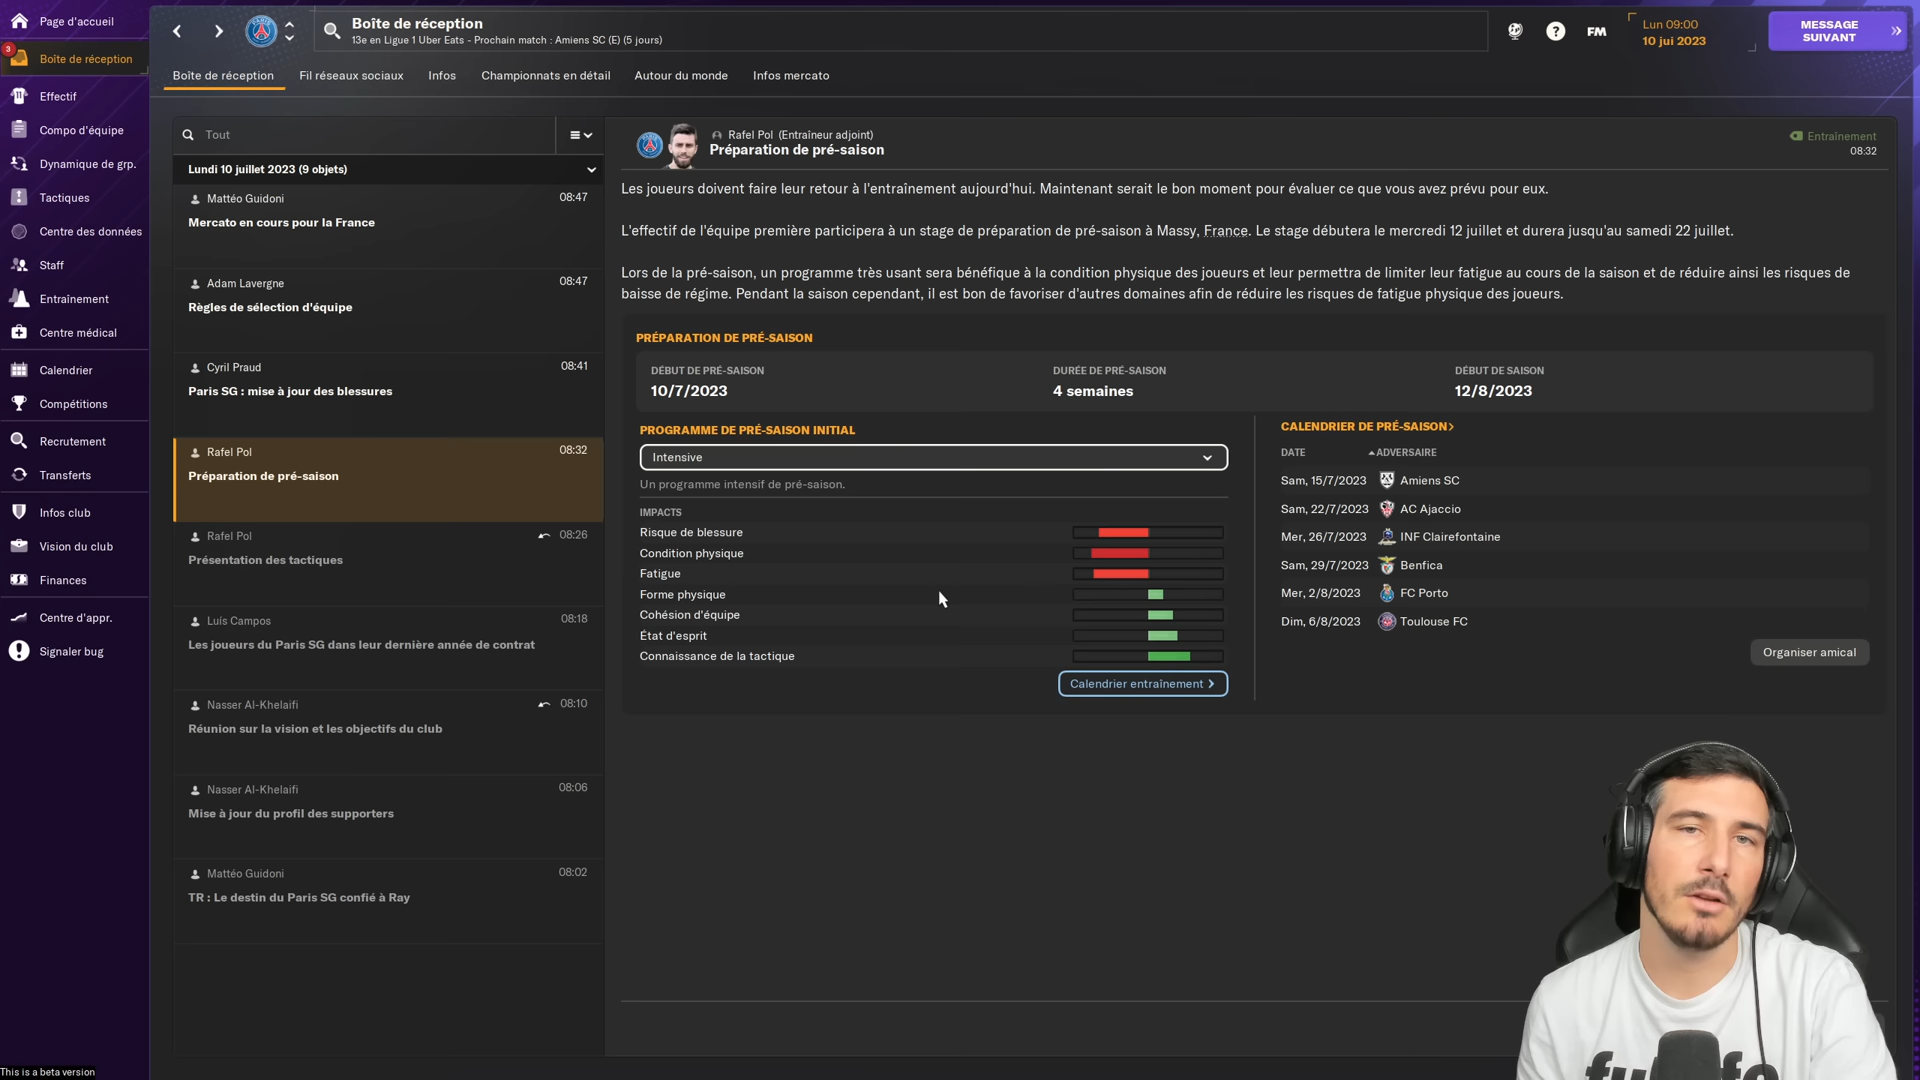 Page d'accueil
3
Boîte de réception
Effectif
Compo d'équipe
Dynamique de grp.
Tactiques
Centre des données
Staff
Entraînement
Centre médical
Calendrier
Compétitions
Recrutement
Transferts
Infos club
Vision du club
Finances
Centre d'appr.
Signaler bug
This is a beta version
Boîte de réception
13e en Ligue 1 Uber Eats - Prochain match : Amiens SC (E) (5 jours)
FM
Lun 09:00
10 jui 2023
MESSAGE SUIVANT
Boîte de réception
Fil réseaux sociaux
Infos
Championnats en détail
Autour du monde
Infos mercato
Tout
Lundi 10 juillet 2023 (9 objets)
Mattéo Guidoni 08:47
Mercato en cours pour la France
Adam Lavergne 08:47
Règles de sélection d'équipe
Cyril Praud 08:41
Paris SG : mise à jour des blessures
Rafel Pol 08:32
Préparation de pré-saison
Rafel Pol 08:26
Présentation des tactiques
Luís Campos 08:18
Les joueurs du Paris SG dans leur dernière année de contrat
Nasser Al-Khelaifi 08:10
Réunion sur la vision et les objectifs du club
Nasser Al-Khelaifi 08:06
Mise à jour du profil des supporters
Mattéo Guidoni 08:02
TR : Le destin du Paris SG confié à Ray
Rafel Pol (Entraîneur adjoint)
Préparation de pré-saison
Entraînement
08:32
Les joueurs doivent faire leur retour à l'entraînement aujourd'hui. Maintenant serait le bon moment pour évaluer ce que vous avez prévu pour eux.
L'effectif de l'équipe première participera à un stage de préparation de pré-saison à Massy, France. Le stage débutera le mercredi 12 juillet et durera jusqu'au samedi 22 juillet.
Lors de la pré-saison, un programme très usant sera bénéfique à la condition physique des joueurs et leur permettra de limiter leur fatigue au cours de la saison et de réduire ainsi les risques de
baisse de régime. Pendant la saison cependant, il est bon de favoriser d'autres domaines afin de réduire les risques de fatigue physique des joueurs.
PRÉPARATION DE PRÉ-SAISON
DÉBUT DE PRÉ-SAISON
10/7/2023
DURÉE DE PRÉ-SAISON
4 semaines
DÉBUT DE SAISON
12/8/2023
PROGRAMME DE PRÉ-SAISON INITIAL
Intensive
Un programme intensif de pré-saison.
IMPACTS
Risque de blessure
Condition physique
Fatigue
Forme physique
Cohésion d'équipe
État d'esprit
Connaissance de la tactique
Calendrier entraînement
CALENDRIER DE PRÉ-SAISON
DATE ADVERSAIRE
Sam, 15/7/2023 Amiens SC
Sam, 22/7/2023 AC Ajaccio
Mer, 26/7/2023 INF Clairefontaine
Sam, 29/7/2023 Benfica
Mer, 2/8/2023 FC Porto
Dim, 6/8/2023 Toulouse FC
Organiser amical